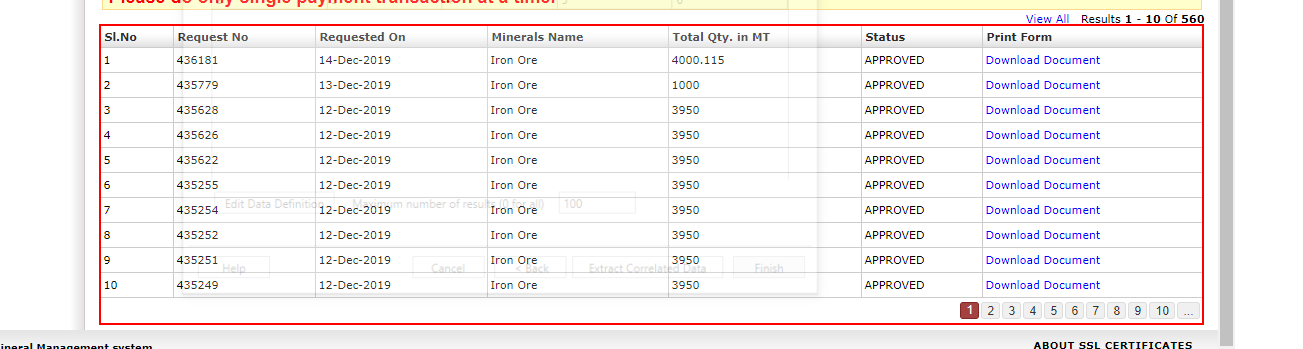 Please do only single payment transaction at a time!
View All Results 1 - 10 Of 560
Sl.No Request No Requested On Minerals Name Total Qty. in MT Status Print Form
1 436181 14-Dec-2019 Iron Ore 4000.115 APPROVED Download Document
2 435779 13-Dec-2019 Iron Ore 1000 APPROVED Download Document
3 435628 12-Dec-2019 Iron Ore 3950 APPROVED Download Document
4 435626 12-Dec-2019 Iron Ore 3950 APPROVED Download Document
5 435622 12-Dec-2019 Iron Ore 3950 APPROVED Download Document
6 435255 12-Dec-2019 Iron Ore 3950 APPROVED Download Document
Edit Data Definition Maximum number of results (0 for all) 100
7 435254 12-Dec-2019 Iron Ore 3950 APPROVED Download Document
8 435252 12-Dec-2019 Iron Ore 3950 APPROVED Download Document
9 435251 12-Dec-2019 Iron Ore 3950 APPROVED Download Document
Help Cancel < Back Extract Correlated Data Finish
10 435249 12-Dec-2019 Iron Ore 3950 APPROVED Download Document
1 2 3 4 5 6 7 8 9 10 ...
ineral Management system ABOUT SSL CERTIFICATES